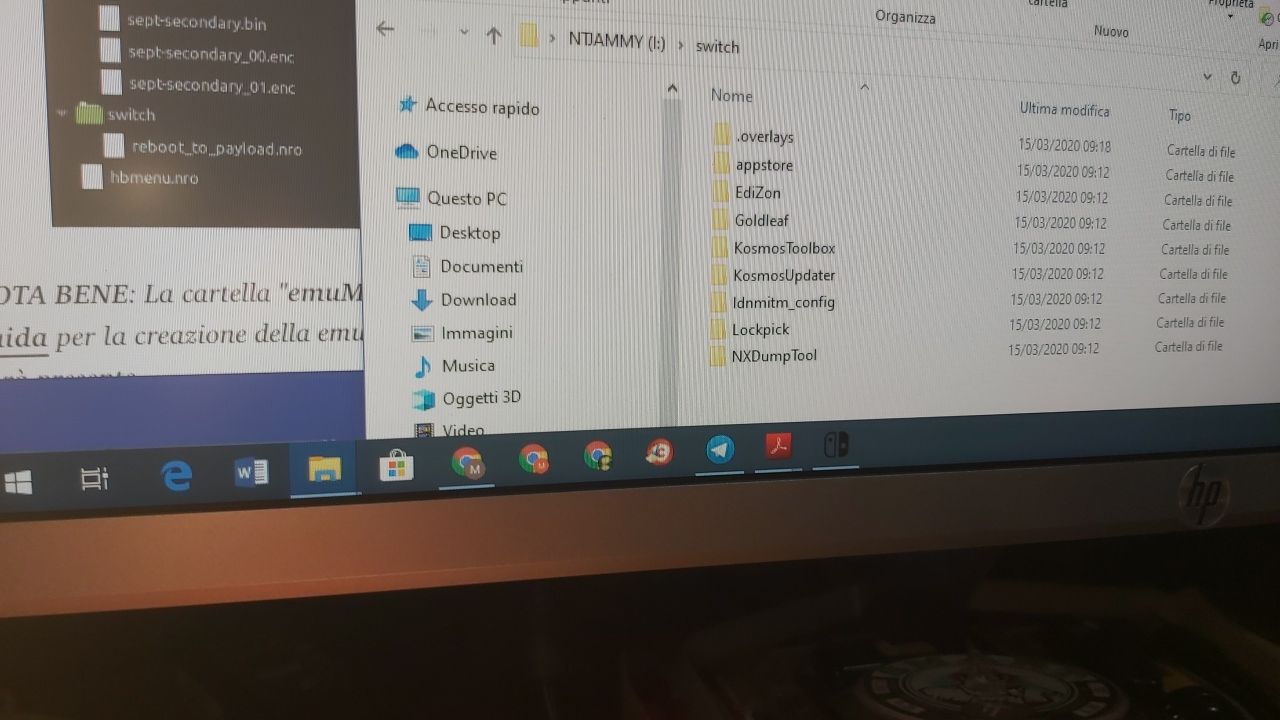 sept-secondary.bin
sept-secondary_00.enc
sept-secondary_01.enc
switch
reboot_to_payload.nro
hbmenu.nro
OTA BENE: La cartella "emuM
uida per la creazione della emu
Organizza
Nuovo
Apri
NTJAMMY (I:) > switch
Accesso rapido
OneDrive
Questo PC
Desktop
Documenti
Download
Immagini
Musica
Oggetti 3D
Video
Nome Ultima modifica Tipo
.overlays 15/03/2020 09:18 Cartella di file
appstore 15/03/2020 09:12 Cartella di file
EdiZon 15/03/2020 09:12 Cartella di file
Goldleaf 15/03/2020 09:12 Cartella di file
KosmosToolbox 15/03/2020 09:12 Cartella di file
KosmosUpdater 15/03/2020 09:12 Cartella di file
ldnmitm_config 15/03/2020 09:12 Cartella di file
Lockpick 15/03/2020 09:12 Cartella di file
NXDumpTool 15/03/2020 09:12 Cartella di file
hp